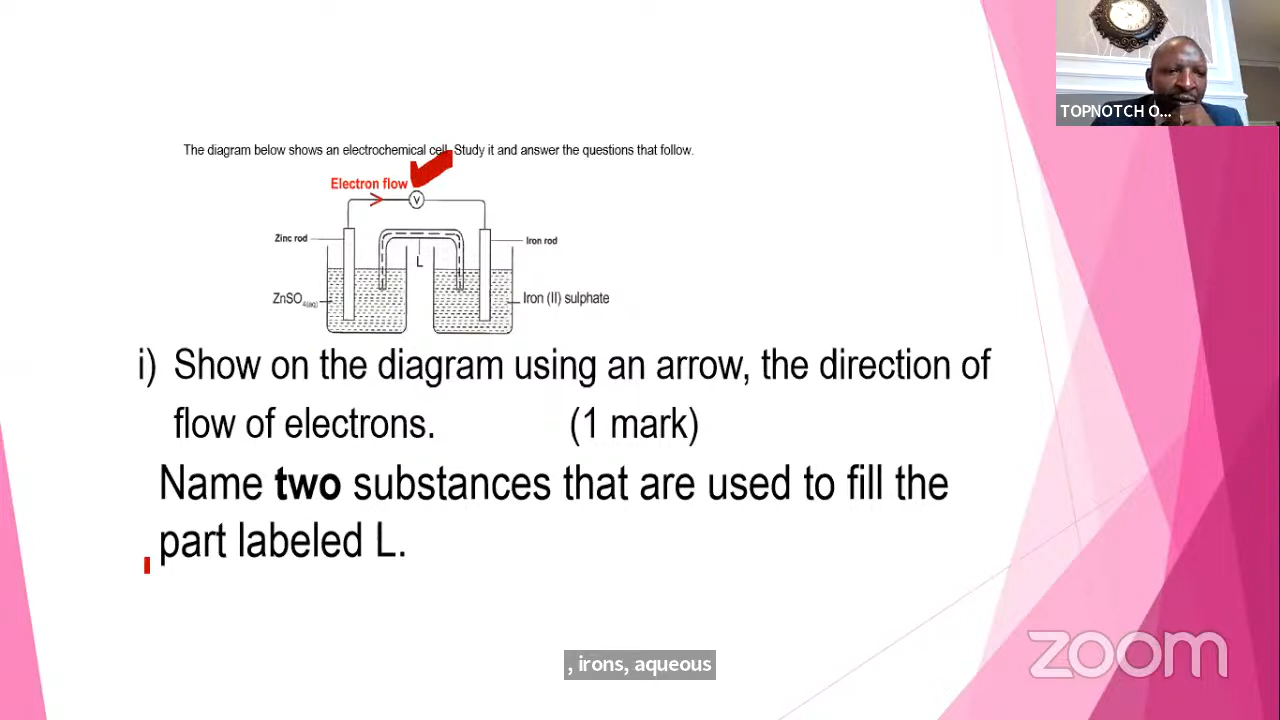 TOPNOTCH O...
The diagram below shows an electrochemical cell. Study it and answer the questions that follow.
Electron flow
V
Zinc rod
Iron rod
L
ZnSO4(aq)
Iron (II) sulphate
i) Show on the diagram using an arrow, the direction of
flow of electrons. (1 mark)
Name two substances that are used to fill the
part labeled L.
, irons, aqueous
zoom